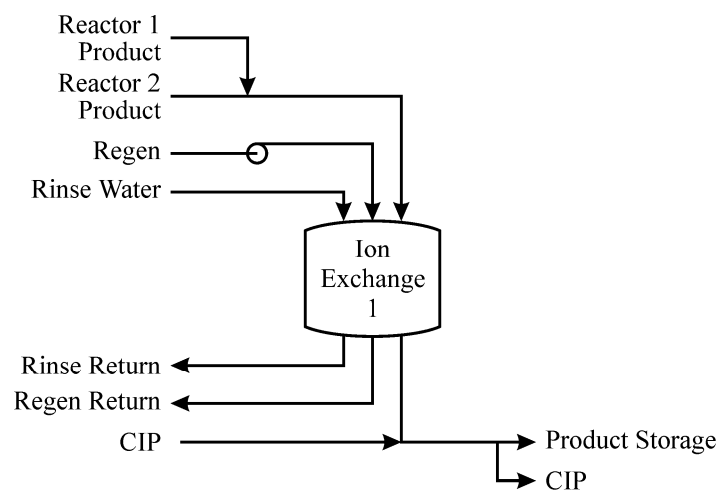 Reactor 1
Product
Reactor 2
Product
Regen
Rinse Water
Ion
Exchange
1
Rinse Return
Regen Return
CIP
Product Storage
CIP